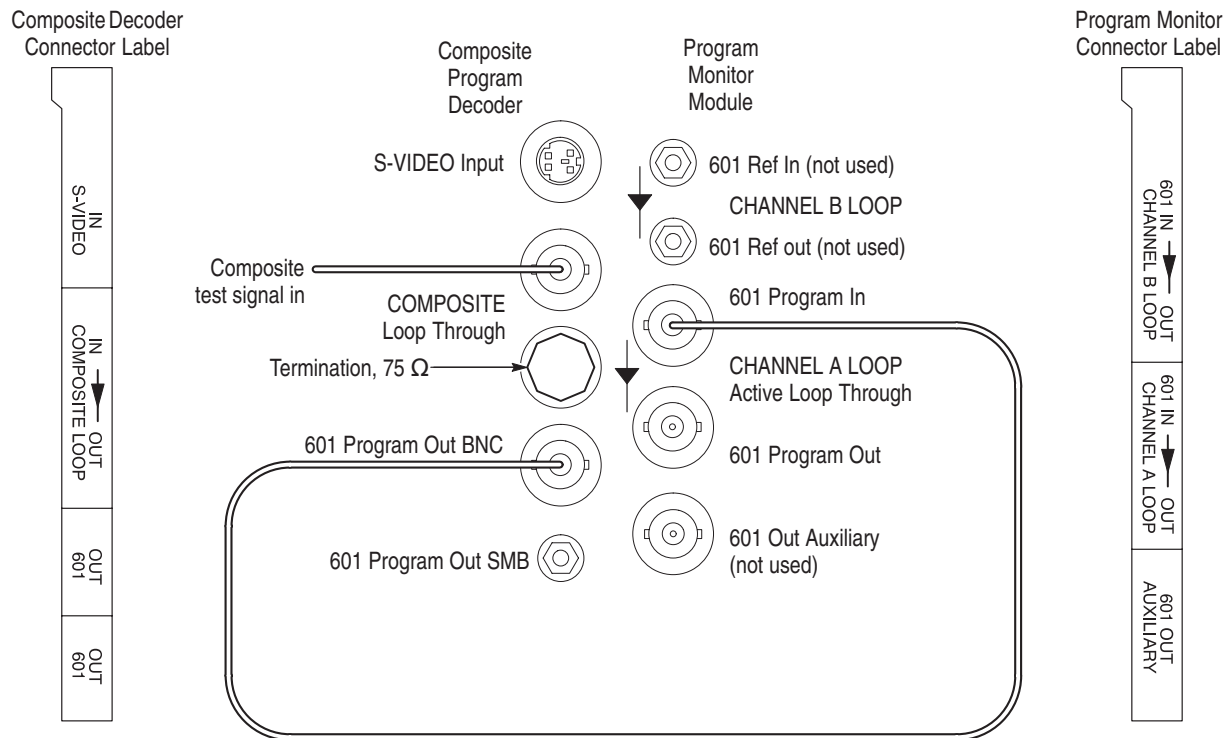 Composite Decoder
Connector Label
Program Monitor
Connector Label
Composite
Program
Decoder
Program
Monitor
Module
S-VIDEO Input
601 Ref In (not used)
CHANNEL B LOOP
601 Ref out (not used)
Composite
test signal in
601 Program In
COMPOSITE
Loop Through
Termination, 75 Ω
CHANNEL A LOOP
Active Loop Through
601 Program Out BNC
601 Program Out
601 Program Out SMB
601 Out Auxiliary
(not used)
IN
S-VIDEO
IN OUT
COMPOSITE LOOP
OUT
601
OUT
601
601 IN OUT
CHANNEL B LOOP
601 IN OUT
CHANNEL A LOOP
601 OUT
AUXILIARY